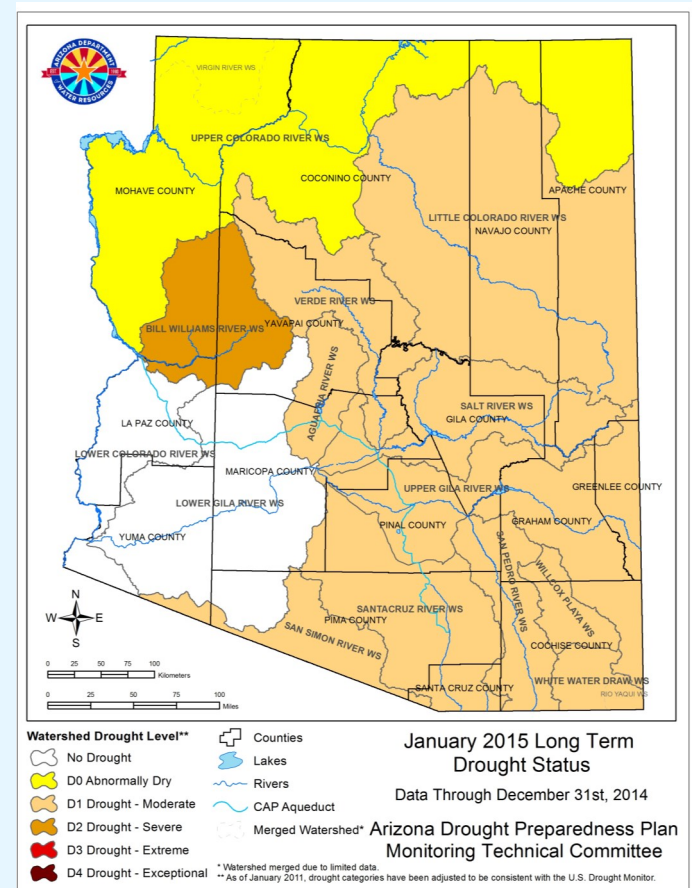 ARIZONA DEPARTMENT
EST. 1980
OF WATER RESOURCES
VIRGIN RIVER WS
UPPER COLORADO RIVER WS
COCONINO COUNTY
MOHAVE COUNTY
APACHE COUNTY
LITTLE COLORADO RIVER WS
NAVAJO COUNTY
VERDE RIVER WS
YAVAPAI COUNTY
BILL WILLIAMS RIVER WS
AGUA FRIA RIVER WS
SALT RIVER WS
GILA COUNTY
LA PAZ COUNTY
LOWER COLORADO RIVER WS
MARICOPA COUNTY
UPPER GILA RIVER WS
GREENLEE COUNTY
LOWER GILA RIVER WS
PINAL COUNTY
GRAHAM COUNTY
YUMA COUNTY
SAN PEDRO RIVER WS
WILLCOX PLAYA WS
SANTACRUZ RIVER WS
PIMA COUNTY
SAN SIMON RIVER WS
COCHISE COUNTY
SANTA CRUZ COUNTY
WHITE WATER DRAW WS
RIO YAQUI WS
N
W E
S
0 25 50 75 100
Kilometers
0 25 50 75 100
Miles
Watershed Drought Level**
No Drought
D0 Abnormally Dry
D1 Drought - Moderate
D2 Drought - Severe
D3 Drought - Extreme
D4 Drought - Exceptional
Counties
Lakes
Rivers
CAP Aqueduct
Merged Watershed*
January 2015 Long Term
Drought Status
Data Through December 31st, 2014
Arizona Drought Preparedness Plan
Monitoring Technical Committee
* Watershed merged due to limited data.
** As of January 2011, drought categories have been adjusted to be consistent with the U.S. Drought Monitor.